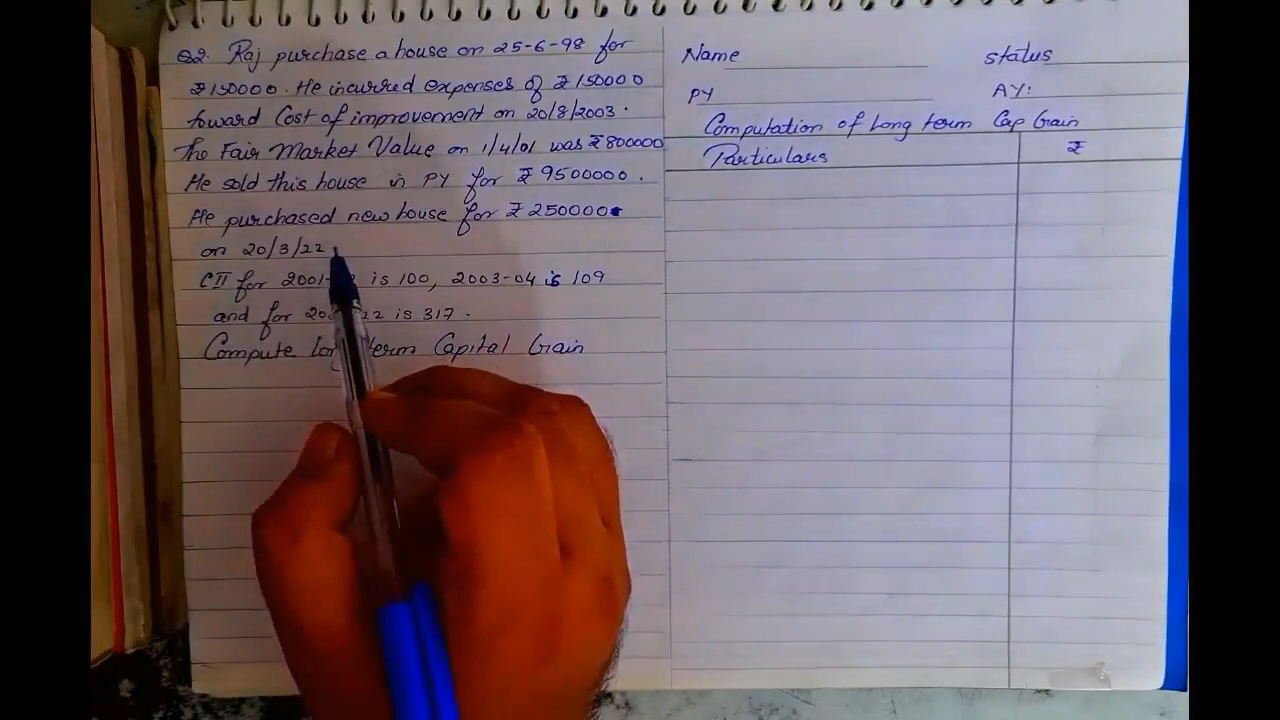 Q2. Raj purchase a house on 25-6-98 for
₹150000. He incurred expenses of ₹150000
toward Cost of improvement on 20/8/2003.
The Fair Market Value on 1/4/01 was ₹800000
He sold this house in PY for ₹9500000.
He purchased new house for ₹250000
on 20/3/22
CII for 2001- is 100, 2003-04 is 109
and for 22 is 317.
Compute term Capital Gain
Name status
PY AY:
Computation of Long term Cap Gain
Particulars ₹